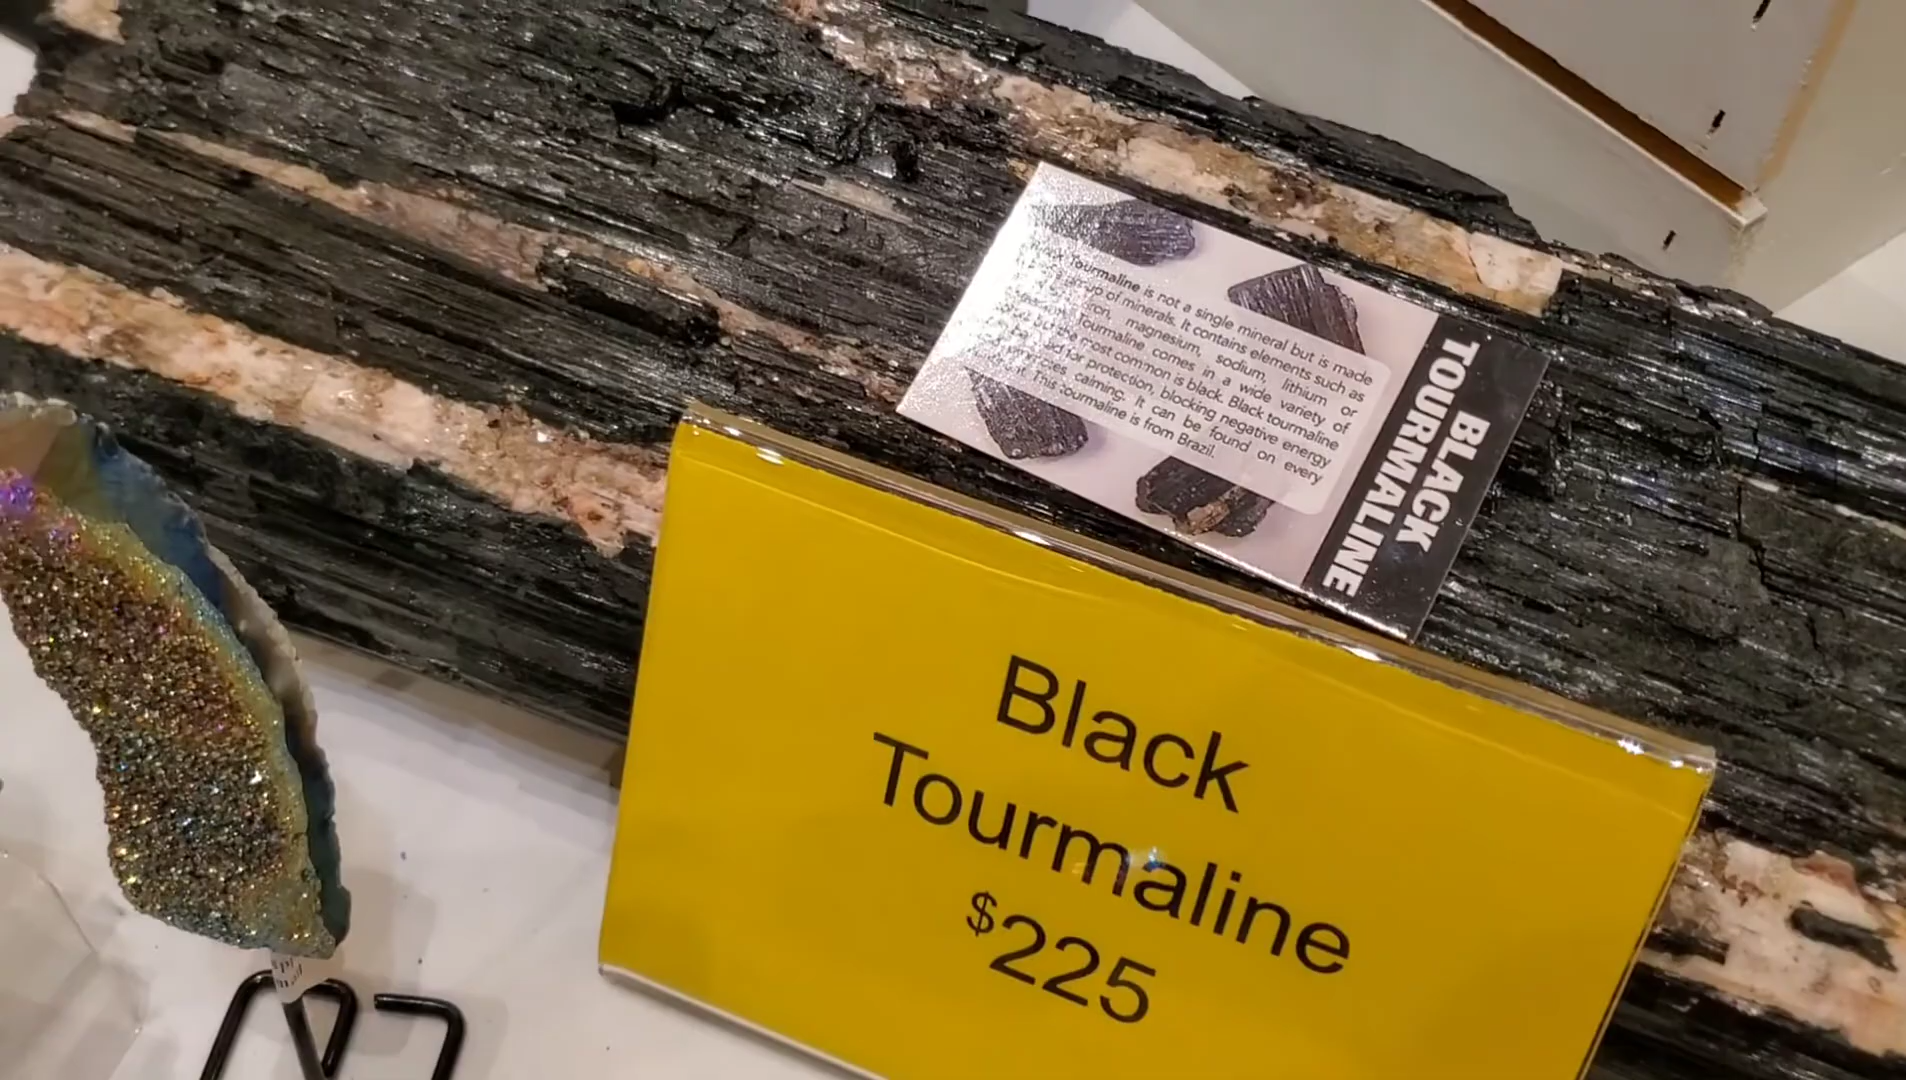 Tourmaline is not a single mineral but is made
group of minerals. It contains elements such as
iron, magnesium, sodium, lithium or
Tourmaline comes in a wide variety of
most common is black. Black tourmaline
for protection, blocking negative energy
calming. It can be found on every
This tourmaline is from Brazil.
BLACK
TOURMALINE
Black
Tourmaline
$225